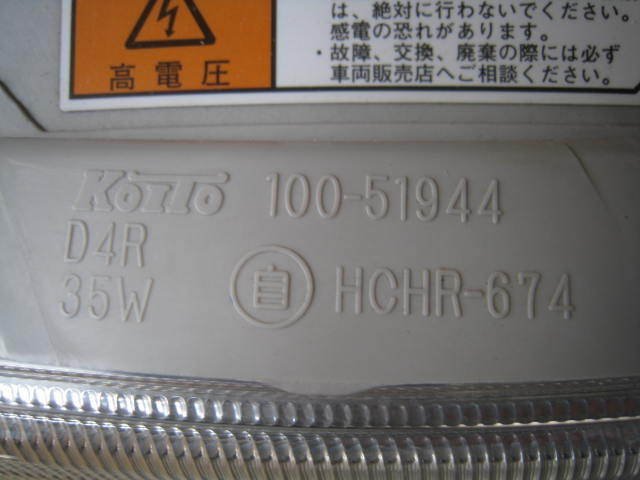 は、絶対に行わないでください。
感電の恐れがあります。
・故障、交換、廃棄の際には必ず
車両販売店へご相談ください。
高電圧
KOITO 100-51944
D4R
35W 自 HCHR-674